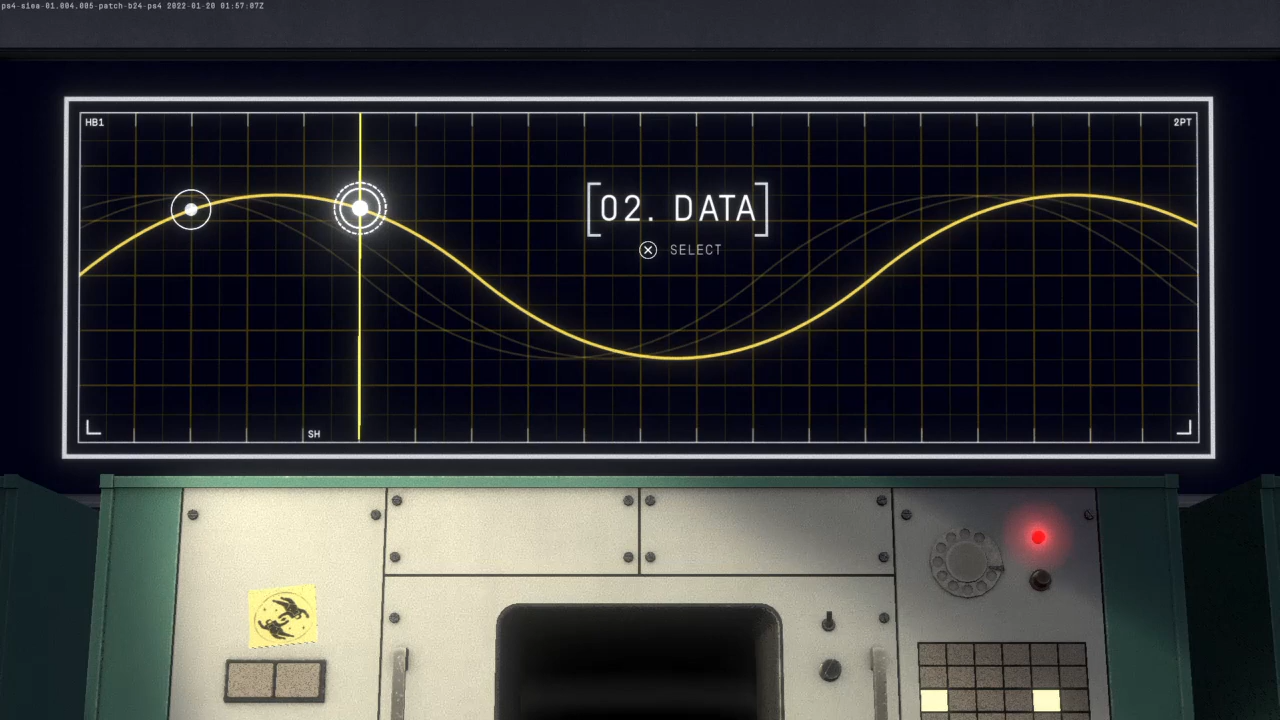 ps4-siea-01.004.005-patch-b24-ps4 2022-01-20 01:57:07Z
HB1
2PT
[02. DATA]
SELECT
SH